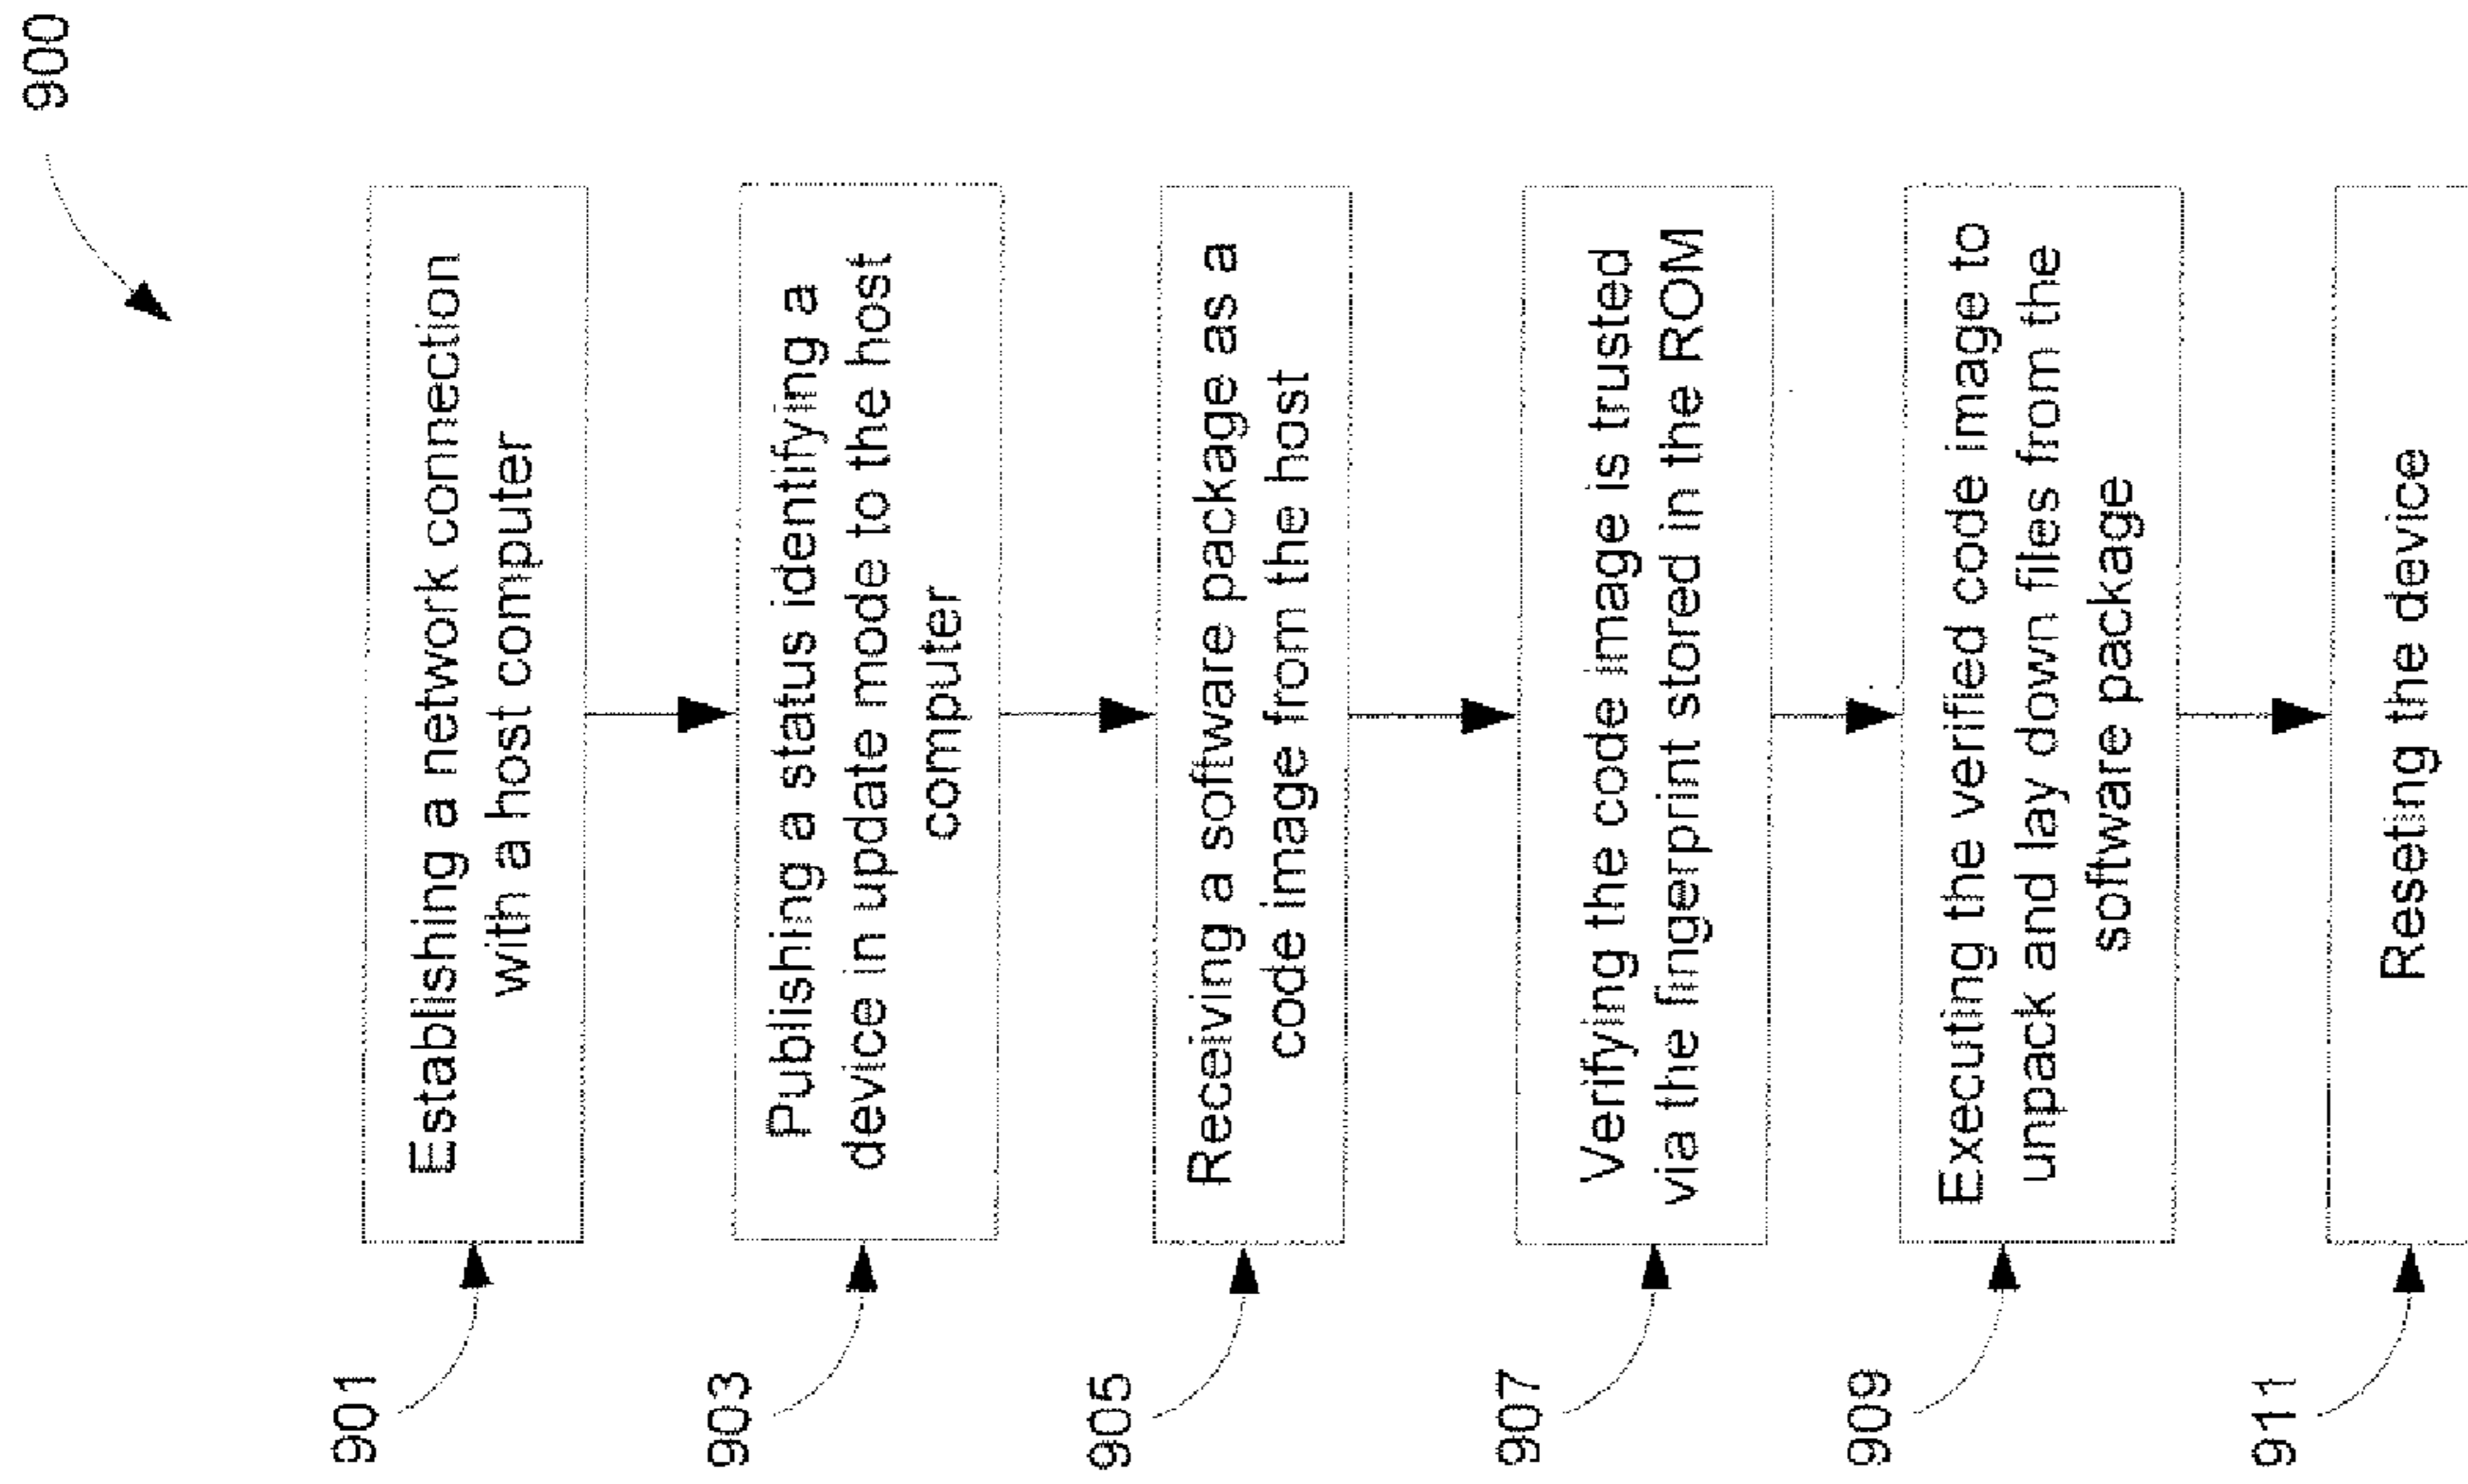 900
901
Establishing a network connection
with a host computer
903
Publishing a status identifying a
device in update mode to the host
computer
905
Receiving a software package as a
code image from the host
907
Verifying the code image is trusted
via the fingerprint stored in the ROM
909
Executing the verified code image to
unpack and lay down files from the
software package
911
Reseting the device